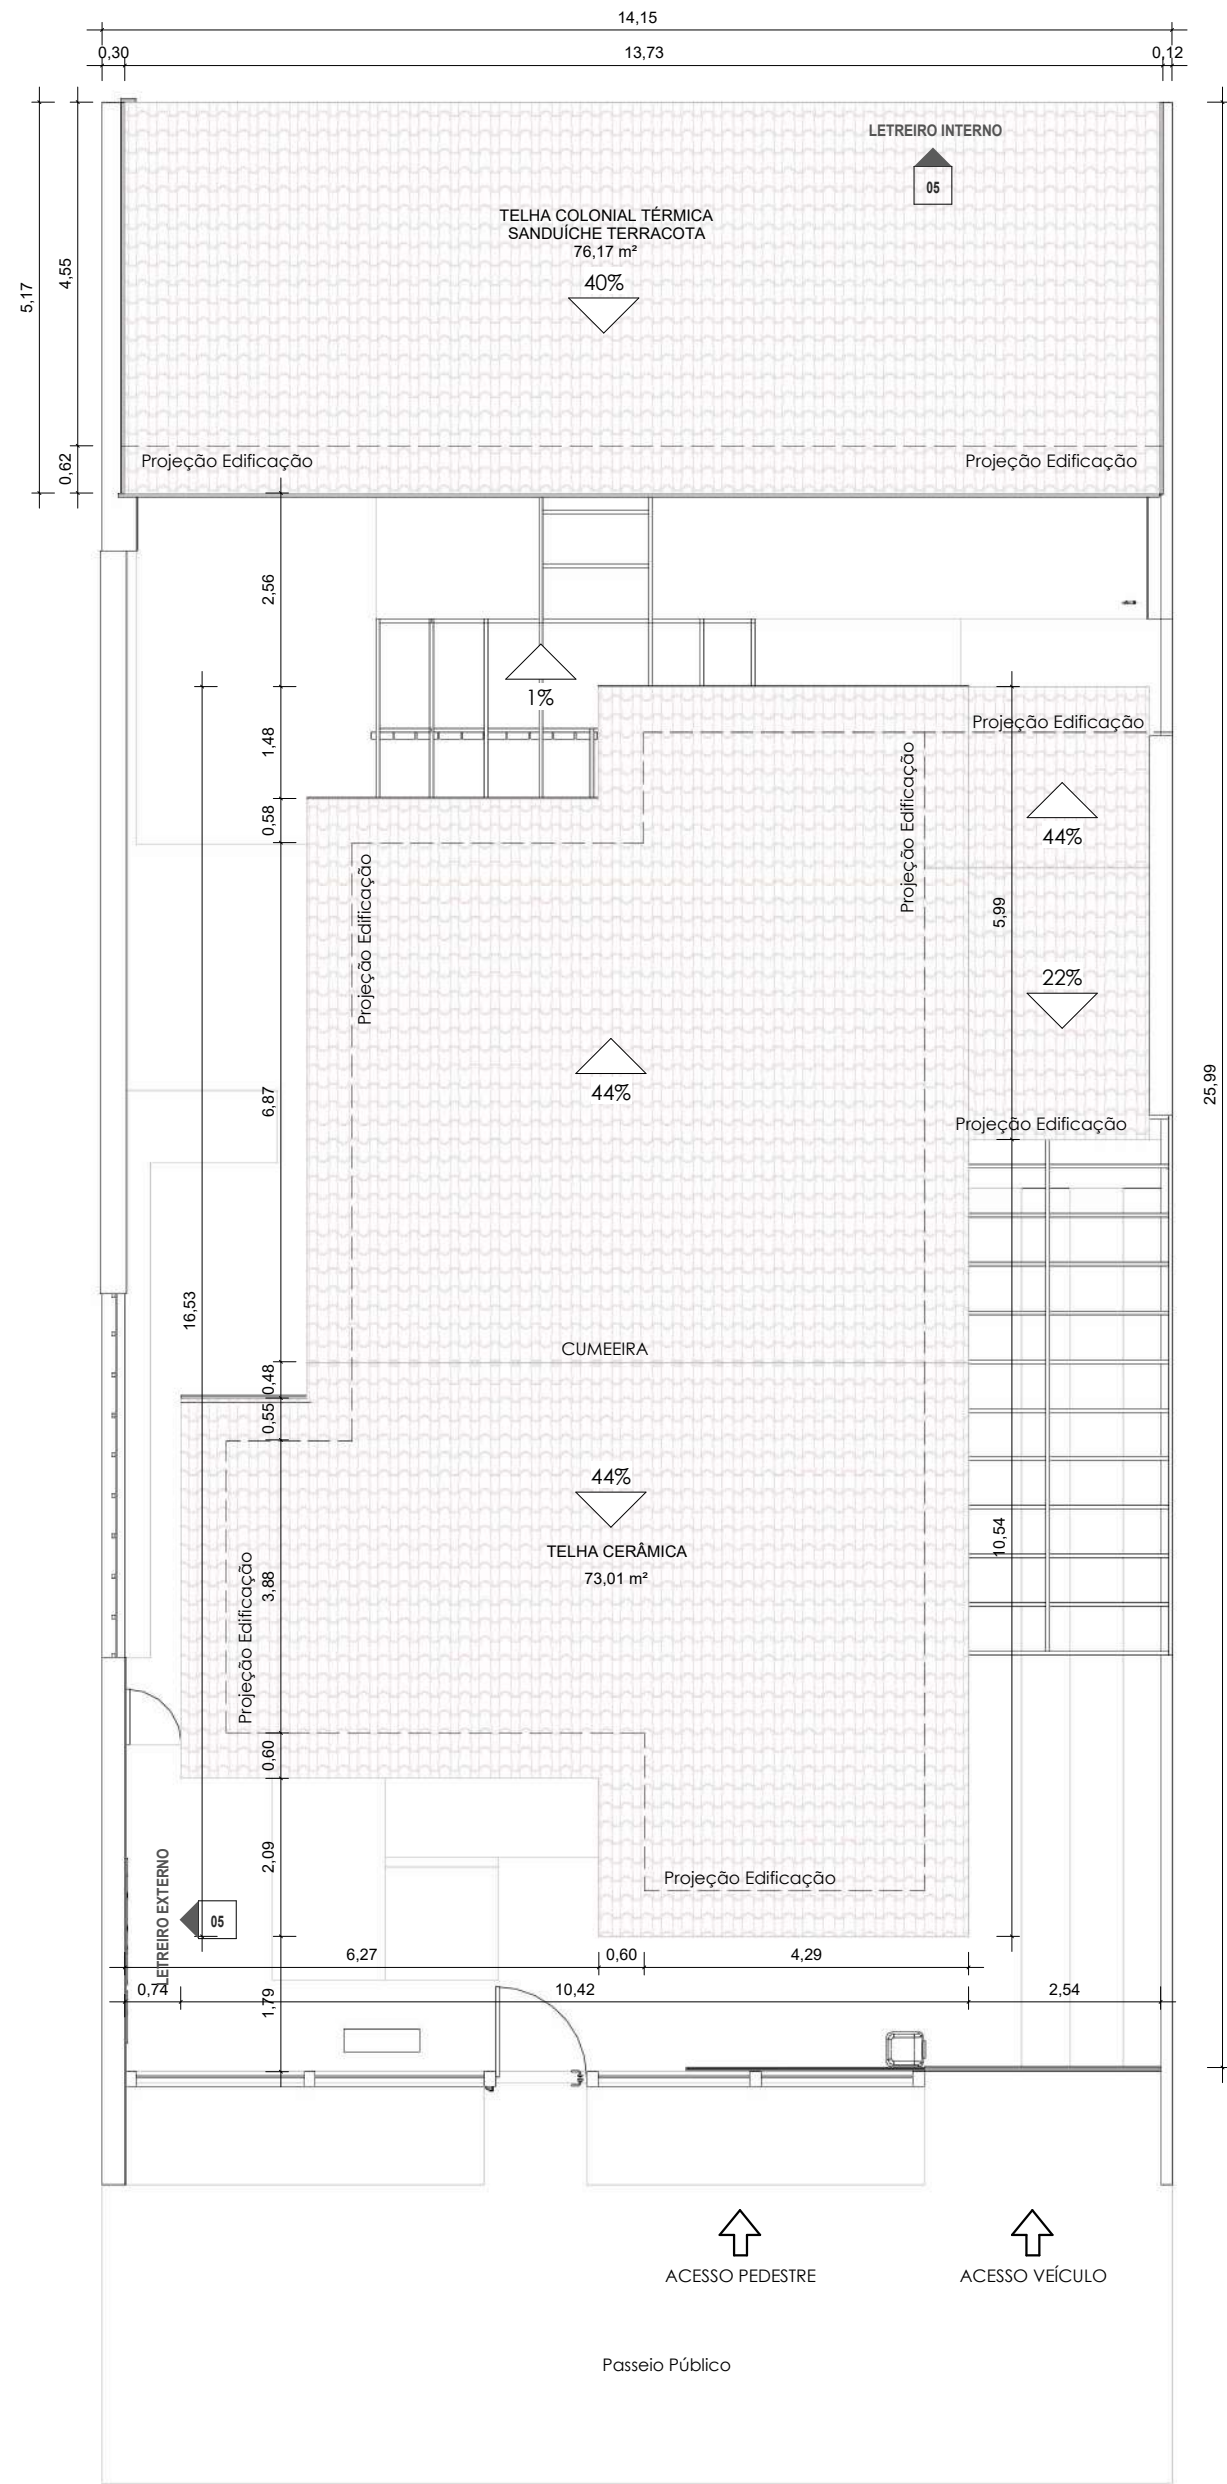 14,15
0,30
13,73
0,12
LETREIRO INTERNO
05
TELHA COLONIAL TÉRMICA
SANDUÍCHE TERRACOTA
76,17 m²
40%
5,17
4,55
0,62
Projeção Edificação
Projeção Edificação
2,56
1%
1,48
0,58
Projeção Edificação
Projeção Edificação
Projeção Edificação
44%
5,99
22%
44%
6,87
25,99
Projeção Edificação
16,53
CUMEEIRA
0,48
0,55
44%
TELHA CERÂMICA
73,01 m²
10,54
Projeção Edificação
3,88
0,60
2,09
Projeção Edificação
LETREIRO EXTERNO
05
6,27
0,60
4,29
0,74
1,79
10,42
2,54
ACESSO PEDESTRE
ACESSO VEÍCULO
Passeio Público